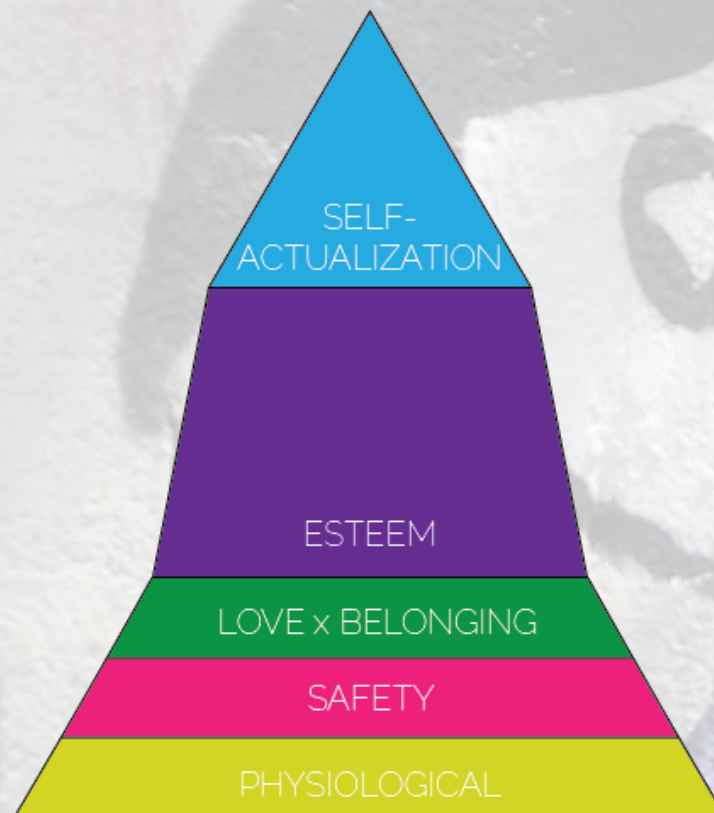 SELF-
ACTUALIZATION
ESTEEM
LOVE x BELONGING
SAFETY
PHYSIOLOGICAL